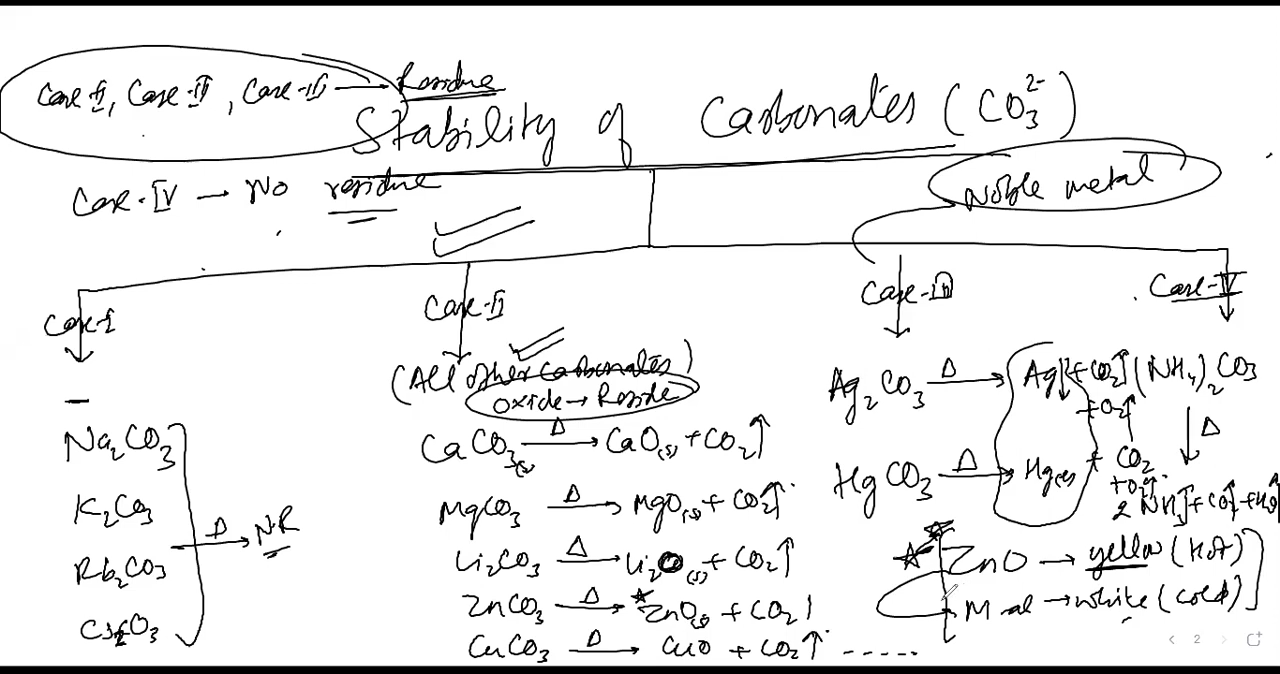 Case-I, Case-II, Case-III → Residue
Stability of Carbonates (CO₃²⁻)
Case-IV → No residue
Noble metal
Case-I
Case-II
Case-III
Case-IV
(All other carbonates)
oxide → Reside
Na₂CO₃
K₂CO₃
Rb₂CO₃
Cs₂CO₃
Δ → NR
CaCO₃(s) Δ→ CaO(s) + CO₂↑
MgCO₃ Δ→ MgO(s) + CO₂↑
Li₂CO₃ Δ→ Li₂O(s) + CO₂↑
ZnCO₃ Δ→ *ZnO(s) + CO₂↑
CuCO₃ Δ→ CuO + CO₂↑ -----
Ag₂CO₃ Δ→ Ag↓ + CO₂↑
+ O₂↑
HgCO₃ Δ→ Hg(s) + CO₂
+ O₂↑
(NH₄)₂CO₃
↓Δ
2NH₃↑ + CO₂↑ + H₂O↑
ZnO → yellow (Hot)
→ white (cold)
2